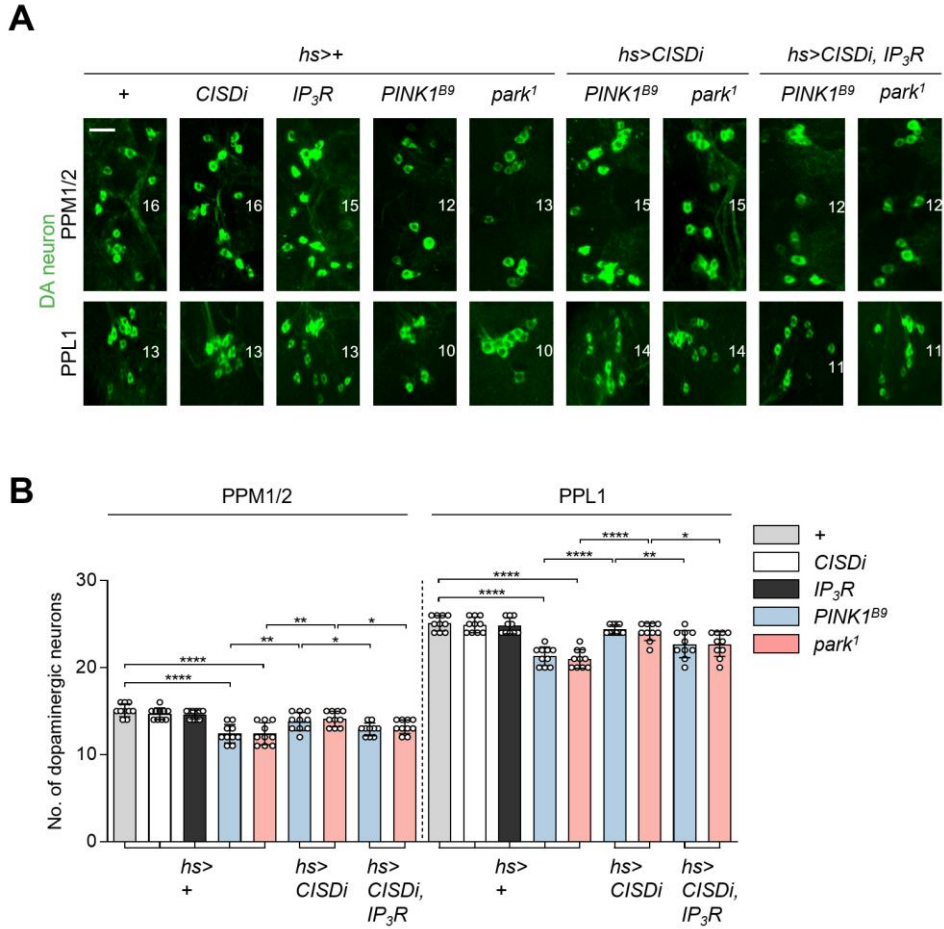 A
hs>+
hs>CISDi
hs>CISDi, IP₃R
+
CISDi
IP₃R
PINK1ᴮ⁹
park¹
PINK1ᴮ⁹
park¹
PINK1ᴮ⁹
park¹
DA neuron
PPM1/2
16
16
15
12
13
15
15
12
12
PPL1
13
13
13
10
10
14
14
11
11
B
PPM1/2
PPL1
No. of dopaminergic neurons
30
20
10
0
****
****
**
**
*
*
****
****
****
****
**
*
+
CISDi
IP₃R
PINK1ᴮ⁹
park¹
hs>
+
hs>
CISDi
hs>
CISDi,
IP₃R
hs>
+
hs>
CISDi
hs>
CISDi,
IP₃R